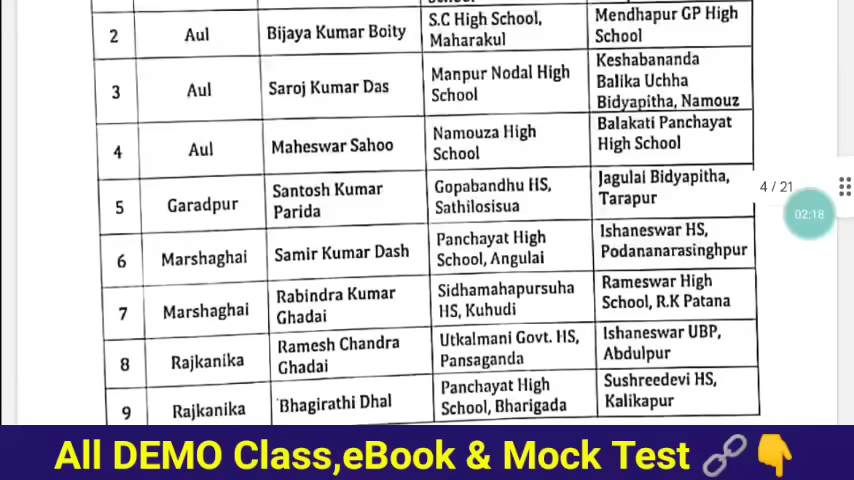 2 Aul Bijaya Kumar Boity S.C High School, Maharakul Mendhapur GP High School
3 Aul Saroj Kumar Das Manpur Nodal High School Keshabananda Balika Uchha Bidyapitha, Namouz
4 Aul Maheswar Sahoo Namouza High School Balakati Panchayat High School
5 Garadpur Santosh Kumar Parida Gopabandhu HS, Sathilosisua Jagulai Bidyapitha, Tarapur
6 Marshaghai Samir Kumar Dash Panchayat High School, Angulai Ishaneswar HS, Podananarasinghpur
7 Marshaghai Rabindra Kumar Ghadai Sidhamahapursuha HS, Kuhudi Rameswar High School, R.K Patana
8 Rajkanika Ramesh Chandra Ghadai Utkalmani Govt. HS, Pansaganda Ishaneswar UBP, Abdulpur
9 Rajkanika Bhagirathi Dhal Panchayat High School, Bharigada Sushreedevi HS, Kalikapur
4 / 21
02:18
All DEMO Class,eBook & Mock Test